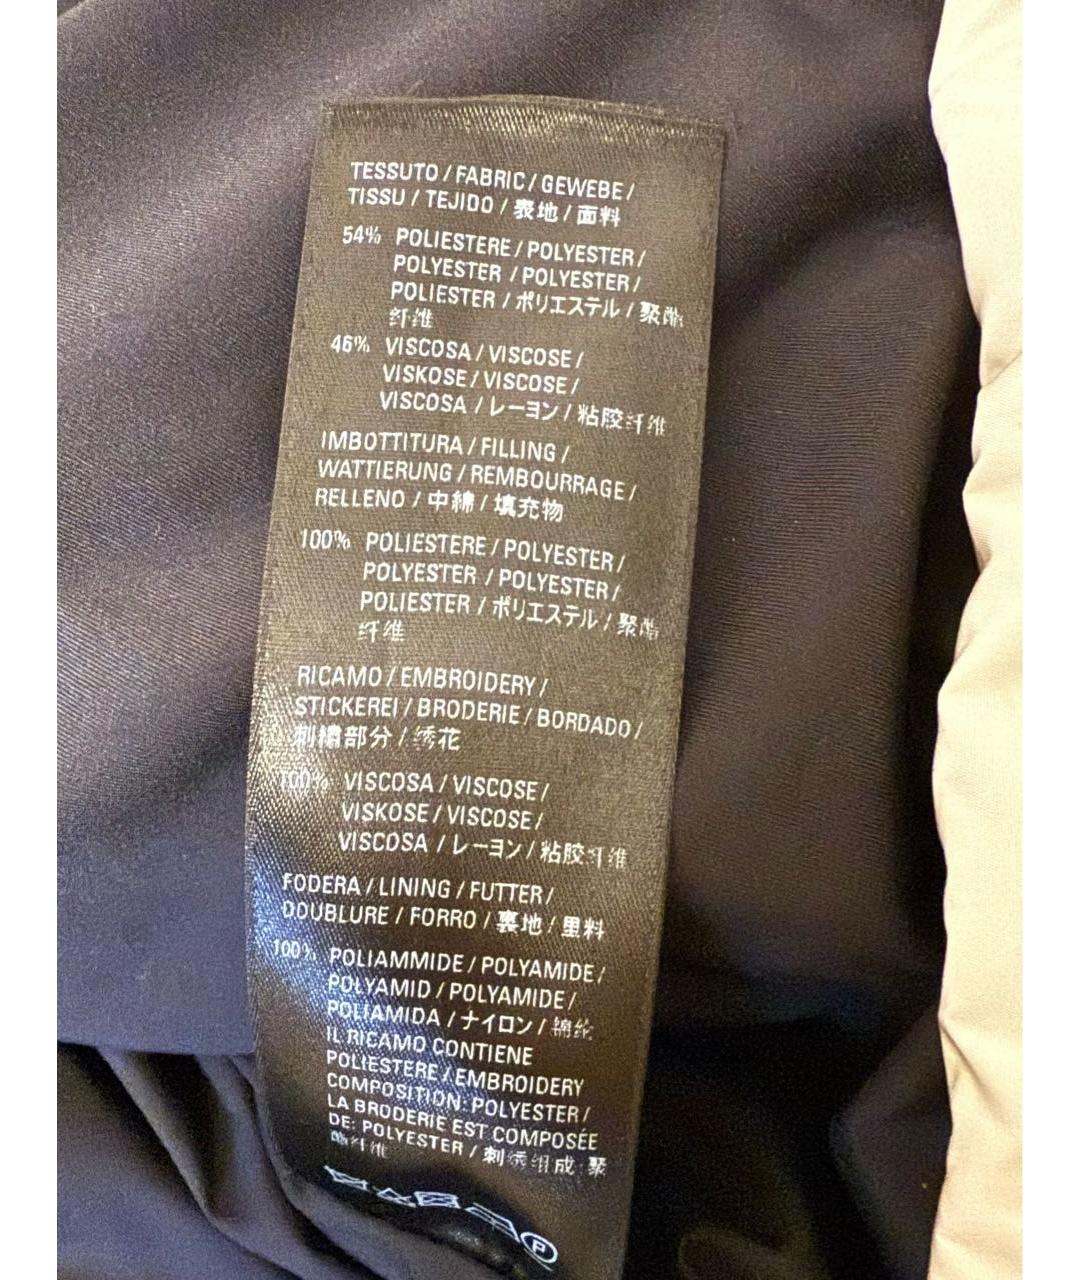 TESSUTO / FABRIC / GEWEBE /
TISSU / TEJIDO / 表地 / 面料
54% POLIESTERE / POLYESTER /
POLYESTER / POLYESTER /
POLIESTER / ポリエステル / 聚酯
纤维
46% VISCOSA / VISCOSE /
VISKOSE / VISCOSE /
VISCOSA / レーヨン / 粘胶纤维
IMBOTTITURA / FILLING /
WATTIERUNG / REMBOURRAGE /
RELLENO / 中綿 / 填充物
100% POLIESTERE / POLYESTER /
POLYESTER / POLYESTER /
POLIESTER / ポリエステル / 聚酯
纤维
RICAMO / EMBROIDERY /
STICKEREI / BRODERIE / BORDADO /
刺繍部分 / 绣花
100% VISCOSA / VISCOSE /
VISKOSE / VISCOSE /
VISCOSA / レーヨン / 粘胶纤维
FODERA / LINING / FUTTER /
DOUBLURE / FORRO / 裏地 / 里料
100% POLIAMMIDE / POLYAMIDE /
POLYAMID / POLYAMIDE /
POLIAMIDA / ナイロン / 锦纶
IL RICAMO CONTIENE
POLIESTERE / EMBROIDERY
COMPOSITION: POLYESTER /
LA BRODERIE EST COMPOSÉE
DE: POLYESTER / 刺绣组成: 聚
酯纤维
P